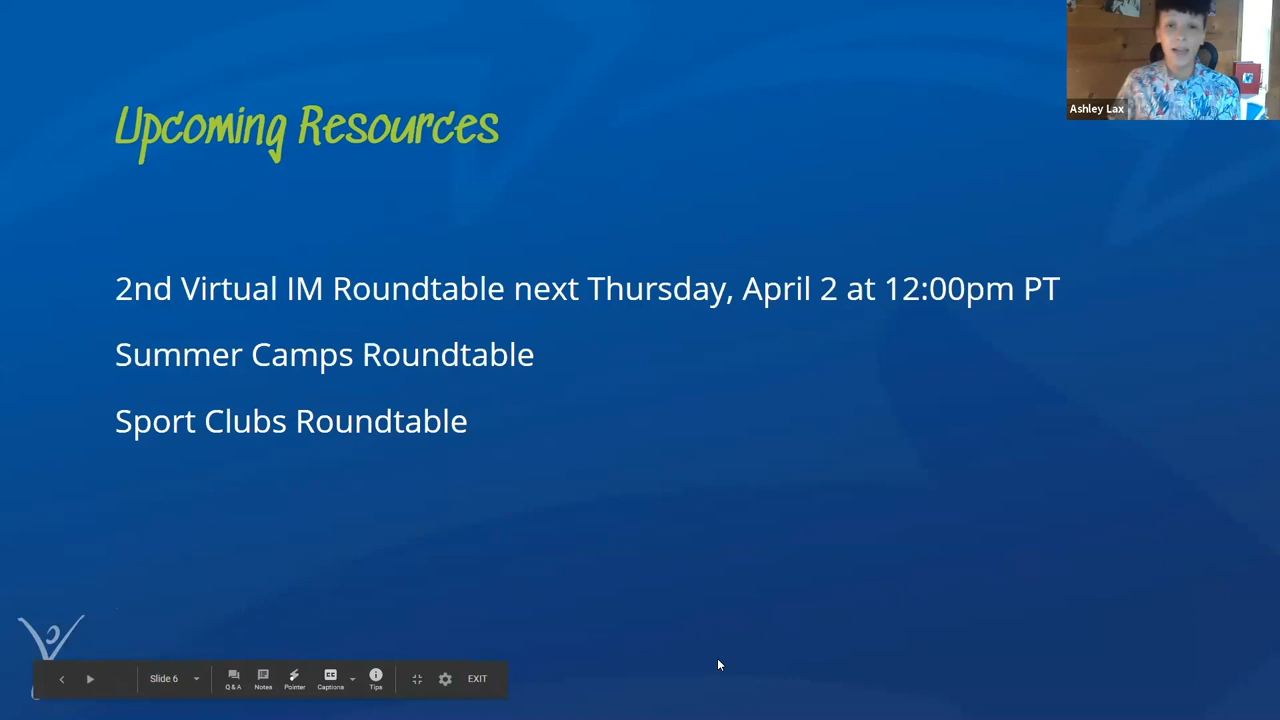 Ashley Lax
Upcoming Resources
2nd Virtual IM Roundtable next Thursday, April 2 at 12:00pm PT
Summer Camps Roundtable
Sport Clubs Roundtable
Slide 6
Q & A
Notes
Pointer
CC
Captions
Tips
EXIT